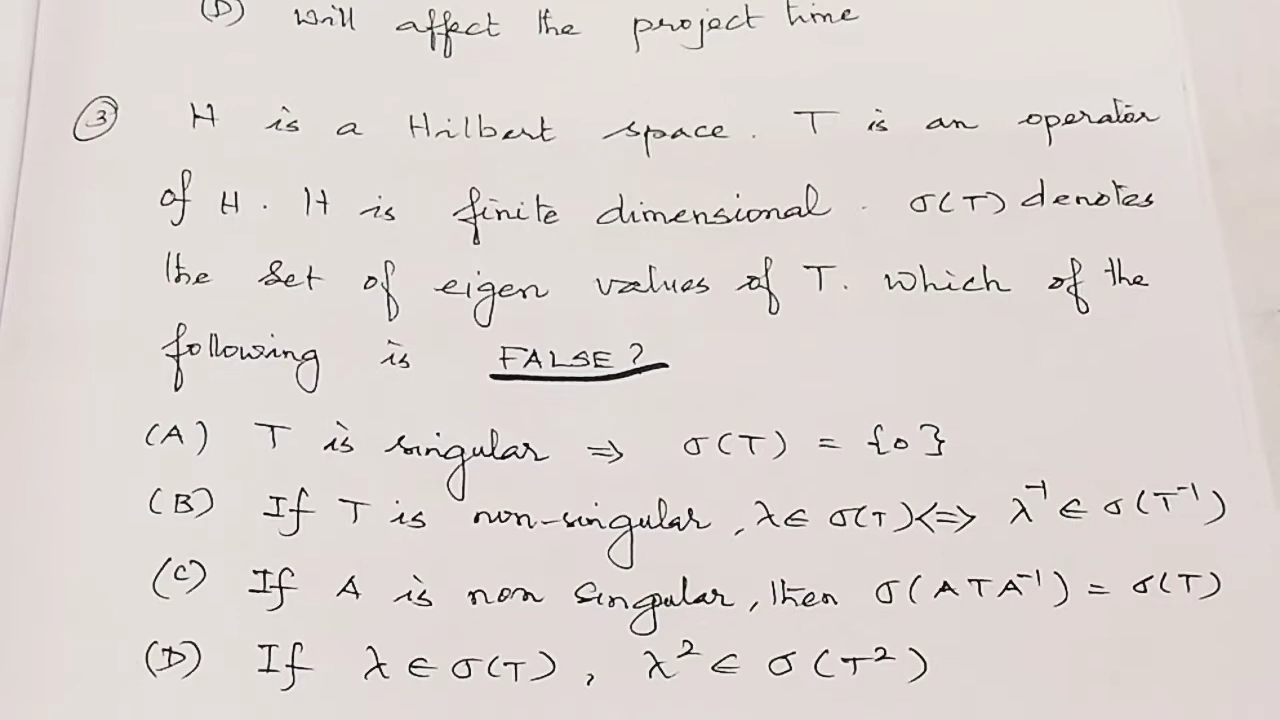 (D) will affect the project time
③ H is a Hilbert space. T is an operator
of H. H is finite dimensional. σ(T) denotes
the set of eigen values of T. which of the
following is FALSE?
(A) T is singular ⇒ σ(T) = {0}
(B) If T is non-singular, λ∈ σ(T) <=> λ⁻¹ ∈ σ(T⁻¹)
(C) If A is non singular, then σ(ATA⁻¹) = σ(T)
(D) If λ ∈ σ(T), λ² ∈ σ(T²)